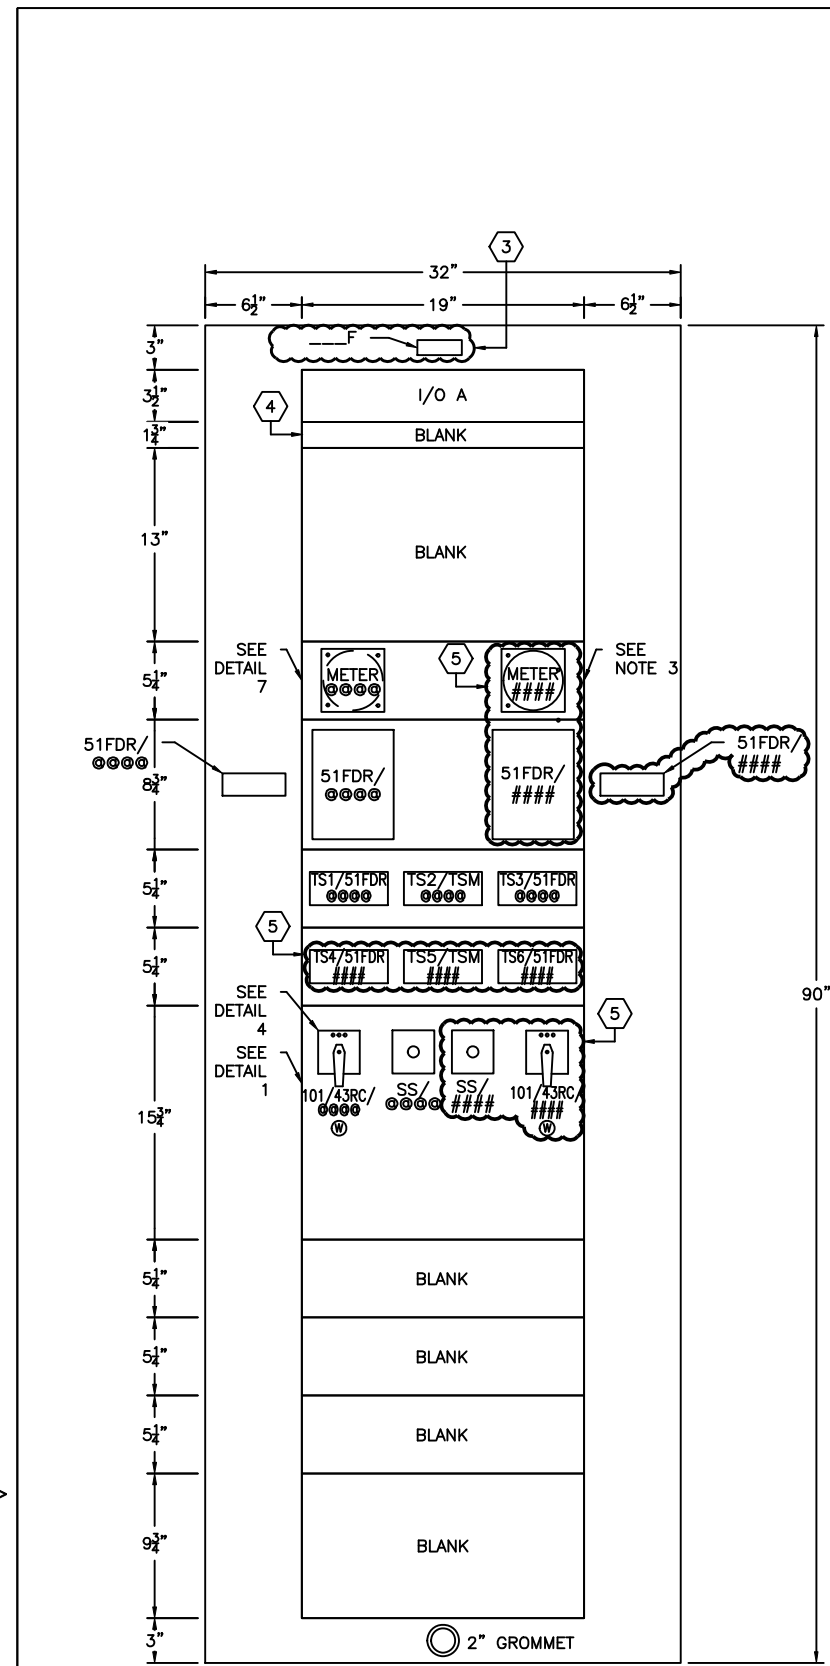 3
32"
6½" 19" 6½"
3" ___F
3½" I/O A
4
1¾" BLANK
13" BLANK
SEE DETAIL 7
5
SEE NOTE 3
METER @@@@
METER ####
5¼"
51FDR/ @@@@
51FDR/ @@@@
51FDR/ ####
51FDR/ ####
8¾"
TS1/51FDR @@@@
TS2/TSM @@@@
TS3/51FDR @@@@
5¼"
5
TS4/51FDR ####
TS5/TSM ####
TS6/51FDR ####
5¼"
90"
SEE DETAIL 4
5
SEE DETAIL 1
101/43RC/ @@@@
SS/ @@@@
SS/ ####
101/43RC/ ####
W
W
15¾"
5¼" BLANK
5¼" BLANK
5¼" BLANK
9¾" BLANK
3" 2" GROMMET